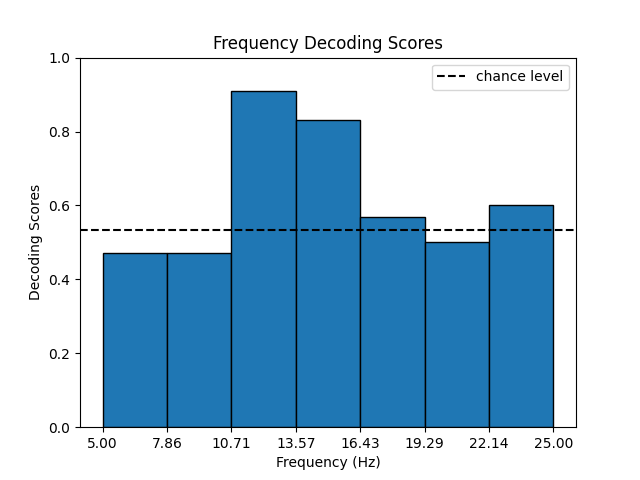 Frequency Decoding Scores
chance level
Decoding Scores
1.0
0.8
0.6
0.4
0.2
0.0
5.00 7.86 10.71 13.57 16.43 19.29 22.14 25.00
Frequency (Hz)